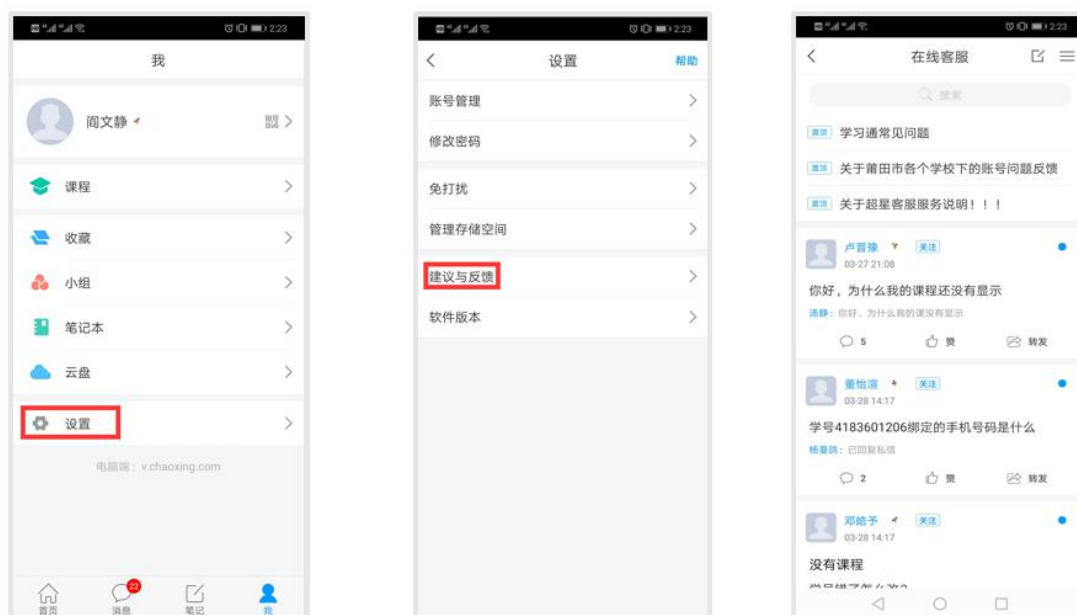 2:23
我
阎文静
课程
收藏
小组
笔记本
云盘
设置
电脑端：v.chaoxing.com
22
首页 消息 笔记 我
2:23
设置 帮助
账号管理
修改密码
免打扰
管理存储空间
建议与反馈
软件版本
2:23
在线客服
搜索
置顶 学习通常见问题
置顶 关于莆田市各个学校下的账号问题反馈
置顶 关于超星客服服务说明！！！
卢晋豫 关注
03-27 21:08
你好，为什么我的课程还没有显示
汤静：你好，为什么我的课没有显示
5 赞 转发
董怡渲 关注
03-28 14:17
学号4183601206绑定的手机号码是什么
杨曼鸽：已回复私信
2 赞 转发
邓皓予 关注
03-28 14:17
没有课程